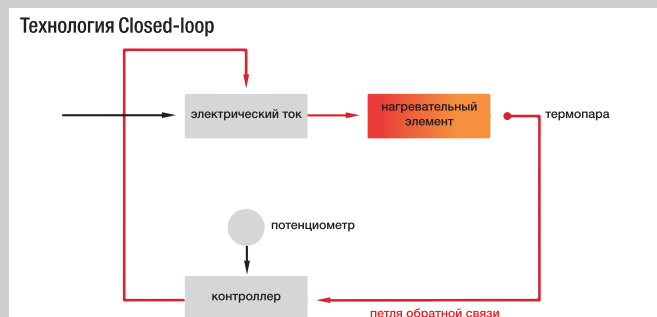 Технология Closed-loop
электрический ток
нагревательный
элемент
термопара
потенциометр
контроллер
петля обратной связи